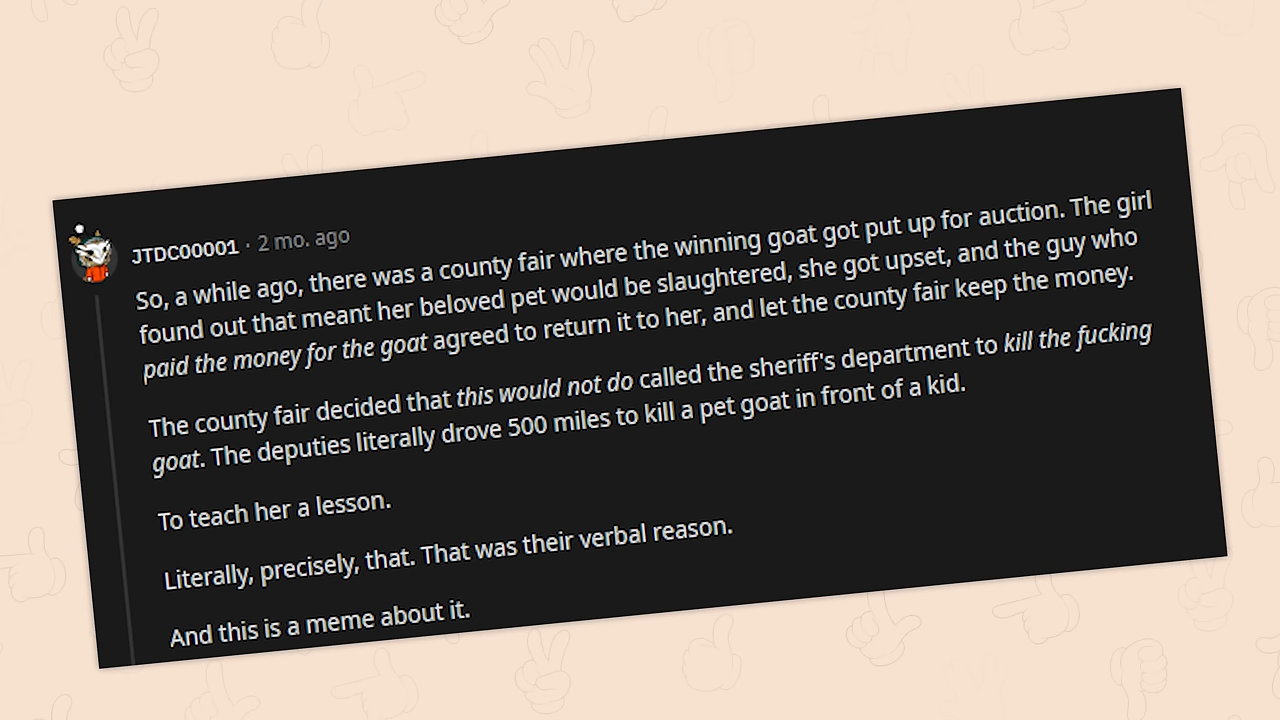 JTDC00001 · 2 mo. ago
So, a while ago, there was a county fair where the winning goat got put up for auction. The girl
found out that meant her beloved pet would be slaughtered, she got upset, and the guy who
paid the money for the goat agreed to return it to her, and let the county fair keep the money.
The county fair decided that this would not do called the sheriff's department to kill the fucking
goat. The deputies literally drove 500 miles to kill a pet goat in front of a kid.
To teach her a lesson.
Literally, precisely, that. That was their verbal reason.
And this is a meme about it.